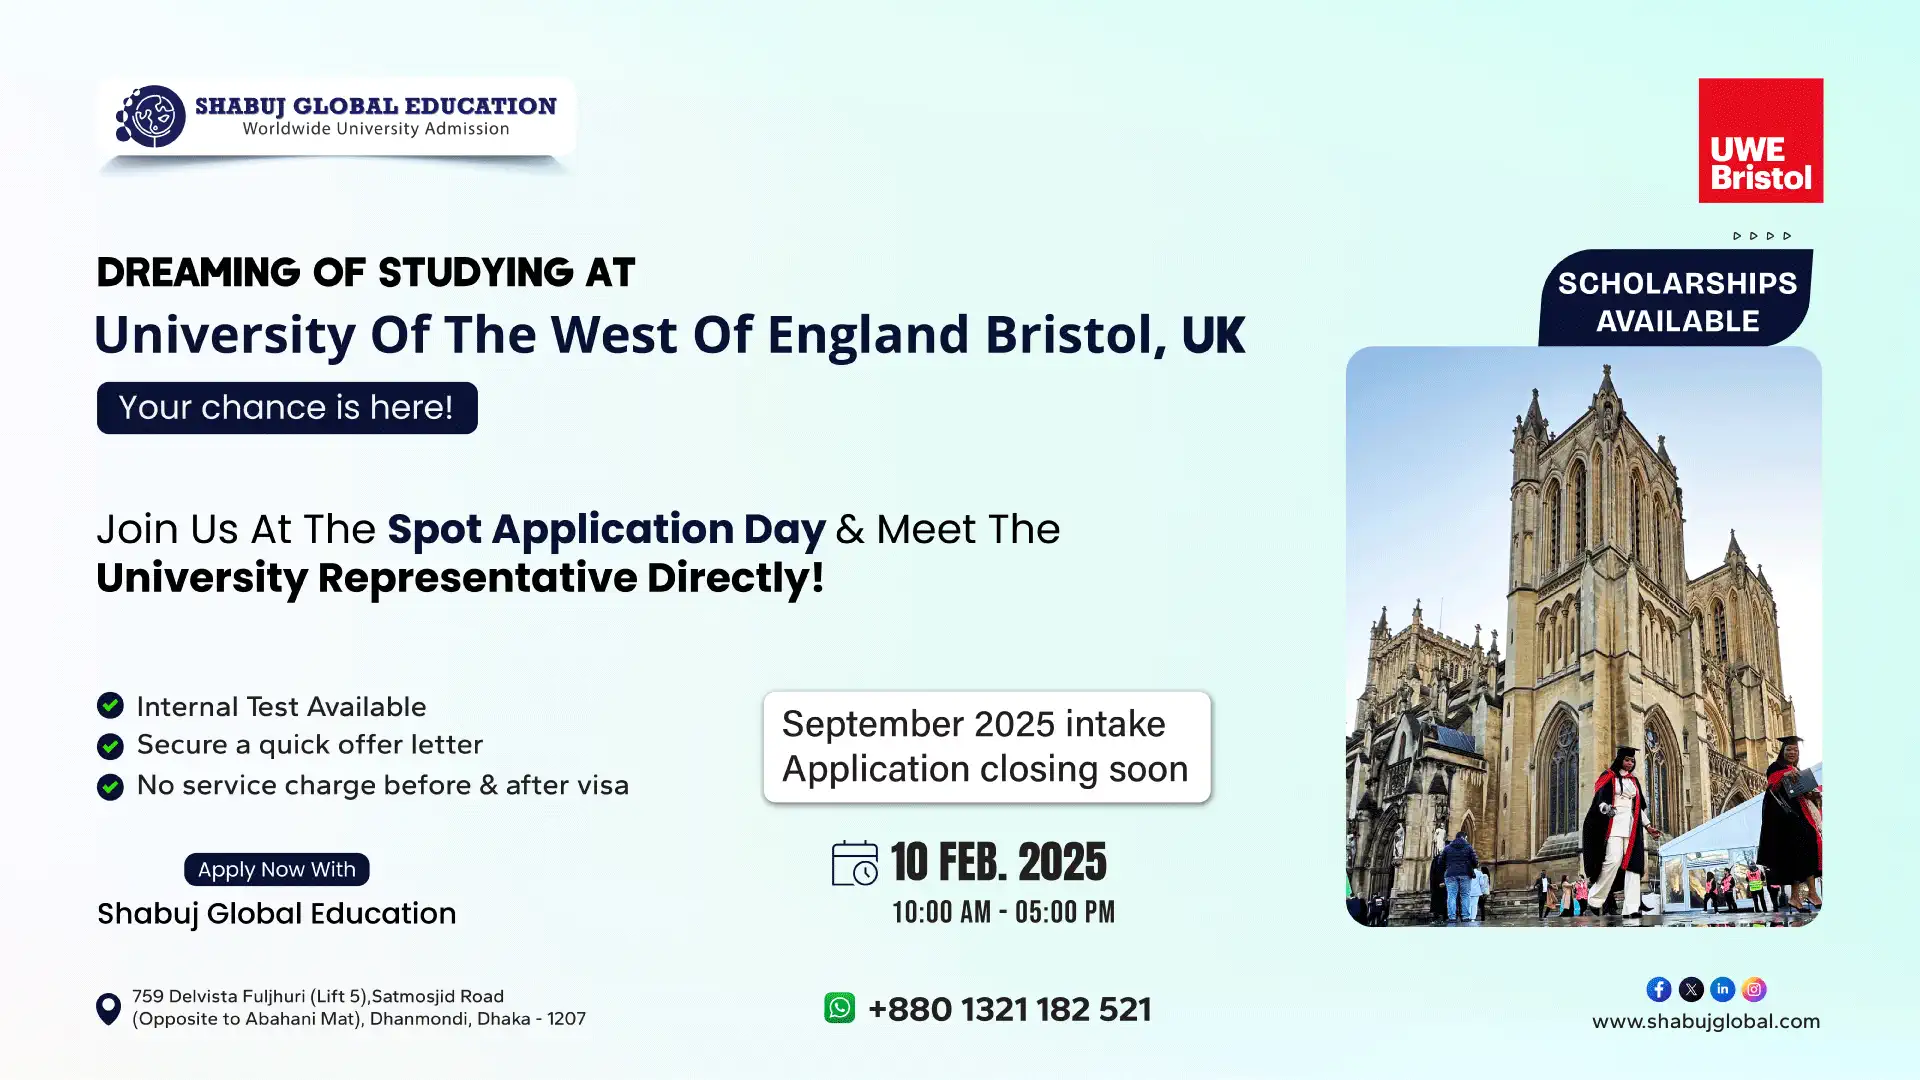 SHABUJ GLOBAL EDUCATION
Worldwide University Admission
UWE
Bristol
DREAMING OF STUDYING AT
University Of The West Of England Bristol, UK
Your chance is here!
SCHOLARSHIPS
AVAILABLE
Join Us At The Spot Application Day & Meet The
University Representative Directly!
Internal Test Available
Secure a quick offer letter
No service charge before & after visa
September 2025 intake
Application closing soon
10 FEB. 2025
10:00 AM - 05:00 PM
Apply Now With
Shabuj Global Education
759 Delvista Fuljhuri (Lift 5),Satmosjid Road
(Opposite to Abahani Mat), Dhanmondi, Dhaka - 1207
+880 1321 182 521
www.shabujglobal.com